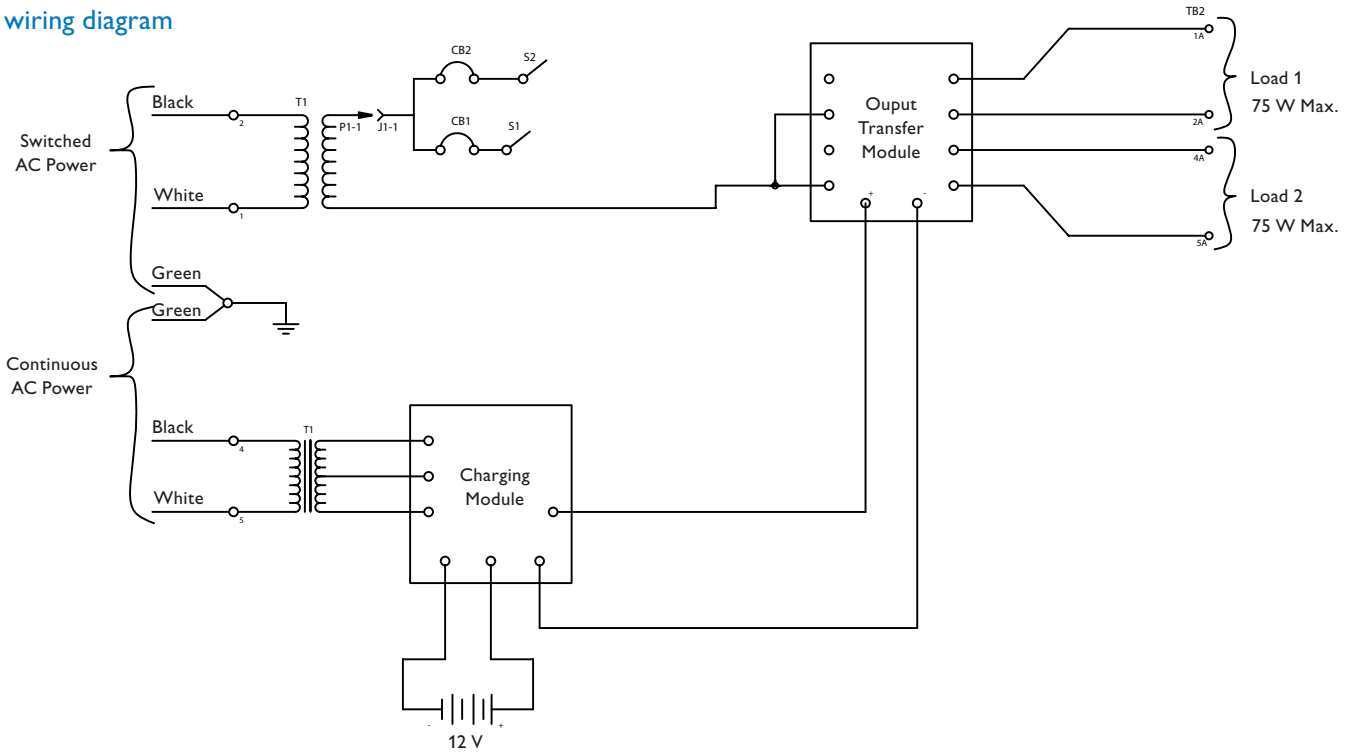 wiring diagram
Switched
AC Power
Black
2
White
1
Green
Green
T1
P1-1
J1-1
CB2
S2
CB1
S1
Ouput
Transfer
Module
+
-
TB2
1A
2A
4A
5A
Load 1
75 W Max.
Load 2
75 W Max.
Continuous
AC Power
Black
4
White
5
T1
Charging
Module
-
+
12 V